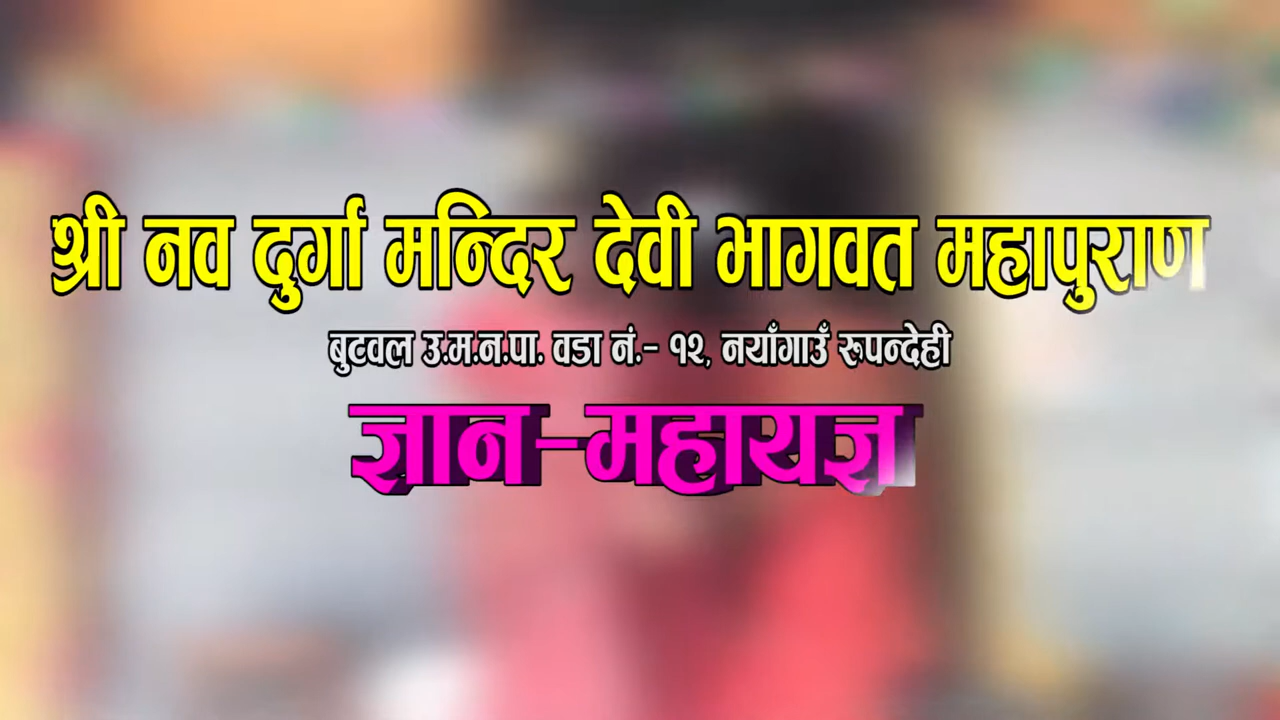 श्री नव दुर्गा मन्दिर देवी भागवत महापुराण
बुटवल उ.म.न.पा. वडा नं.- १२, नयाँगाउँ रुपन्देही
ज्ञान-महायज्ञ